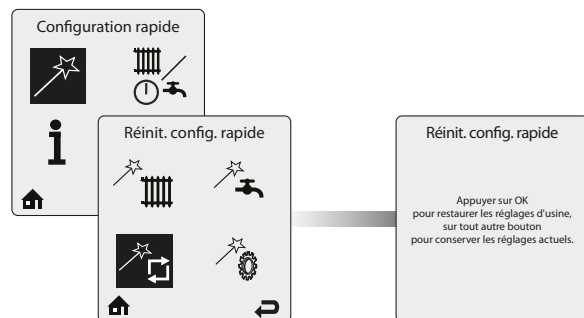 Configuration rapide
Réinit. config. rapide
Réinit. config. rapide
Appuyer sur OK
pour restaurer les réglages d'usine,
sur tout autre bouton
pour conserver les réglages actuels.